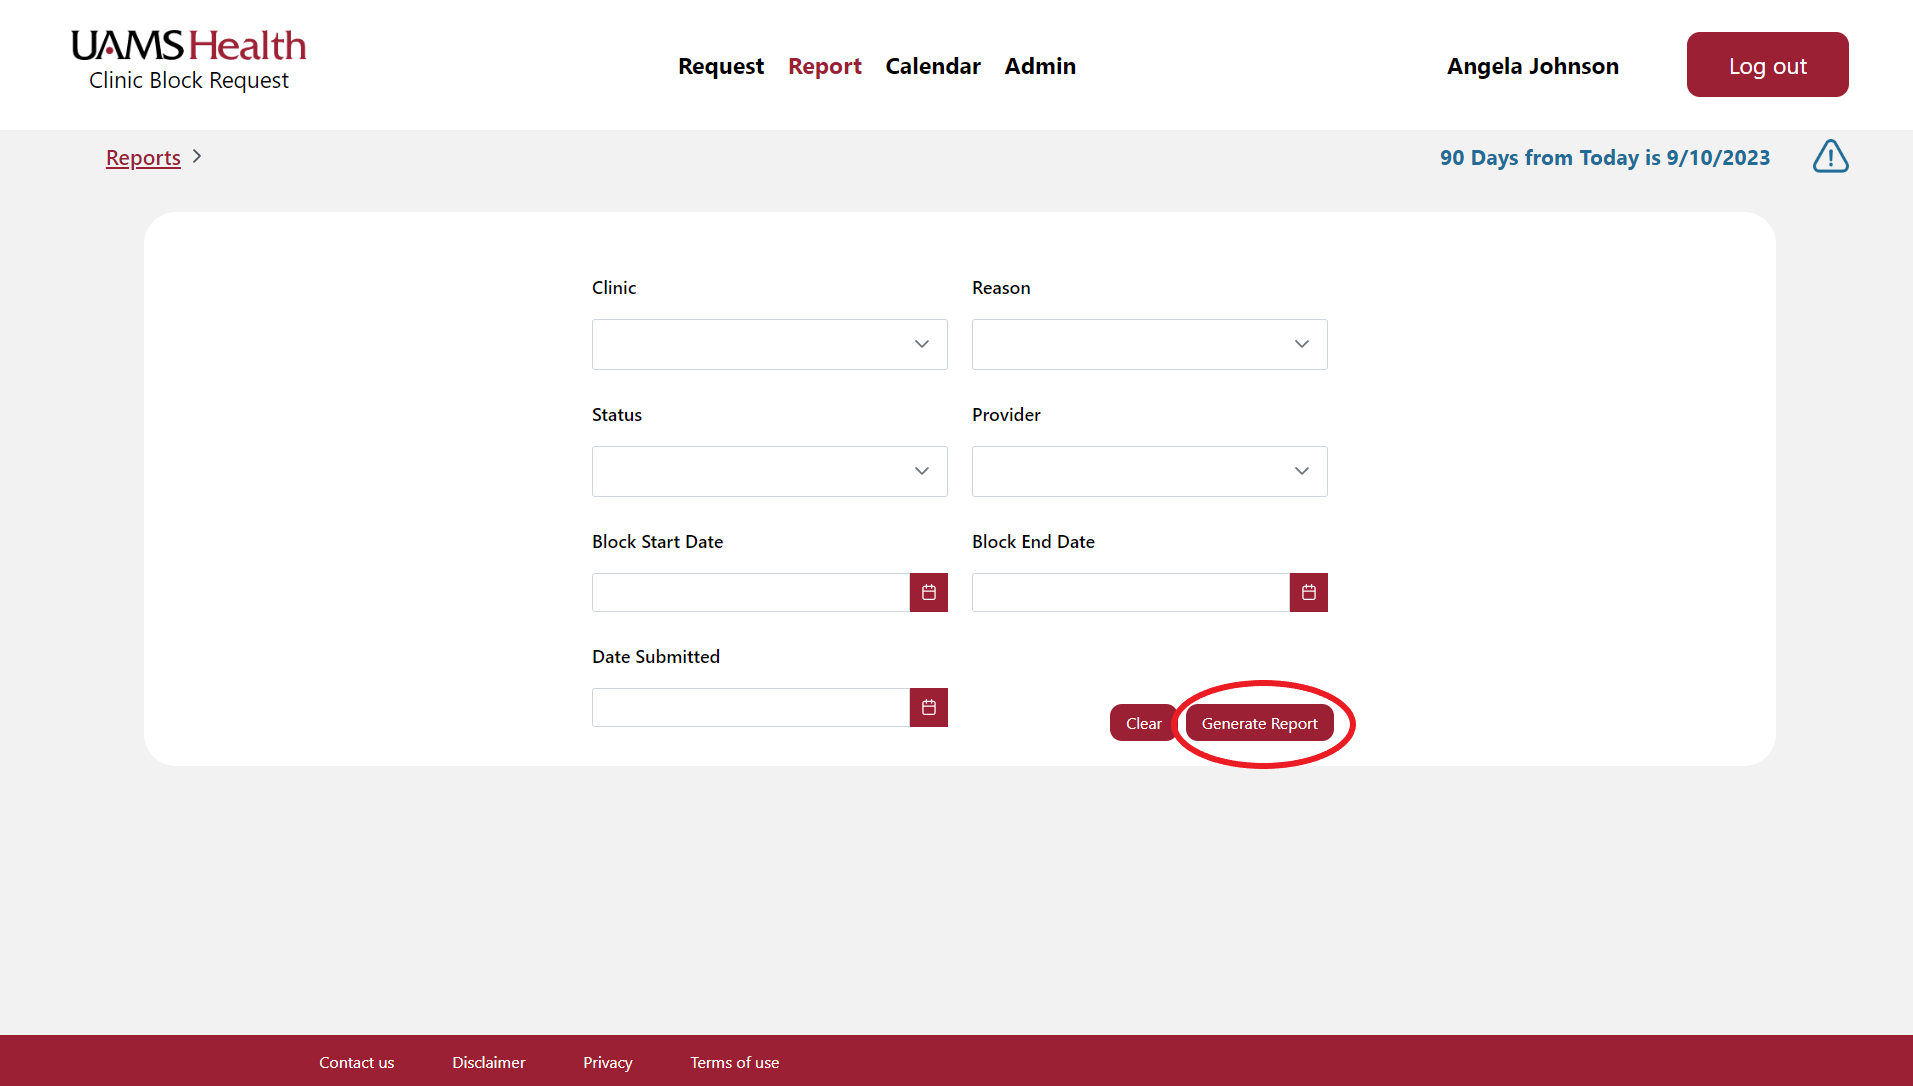 UAMS Health
Clinic Block Request
Request Report Calendar Admin
Angela Johnson
Log out
Reports
90 Days from Today is 9/10/2023
Clinic
Reason
Status
Provider
Block Start Date
Block End Date
Date Submitted
Clear
Generate Report
Contact us
Disclaimer
Privacy
Terms of use